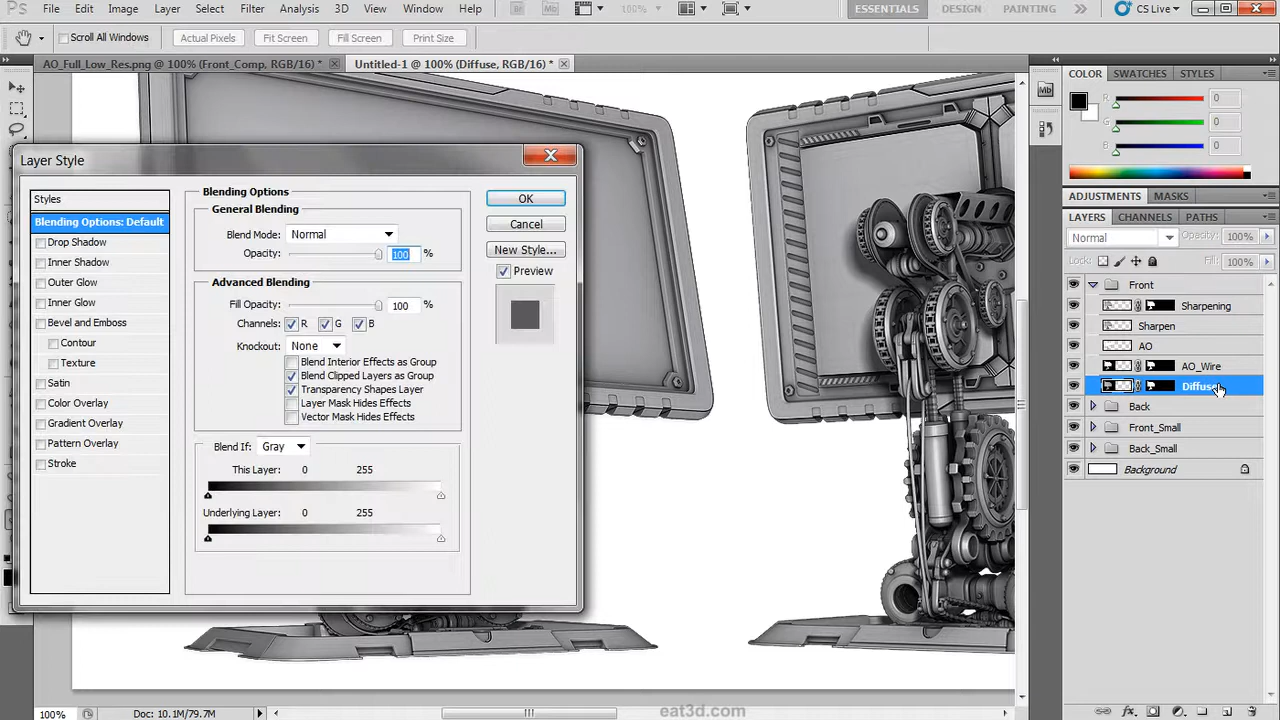 Ps File Edit Image Layer Select Filter Analysis 3D View Window Help Br Mb 100% ESSENTIALS DESIGN PAINTING CS Live
Scroll All Windows Actual Pixels Fit Screen Fill Screen Print Size
AO_Full_Low_Res.png @ 100% (Front_Comp, RGB/16) * Untitled-1 @ 100% (Diffuse, RGB/16) *
Layer Style
Styles
Blending Options: Default
Drop Shadow
Inner Shadow
Outer Glow
Inner Glow
Bevel and Emboss
Contour
Texture
Satin
Color Overlay
Gradient Overlay
Pattern Overlay
Stroke
Blending Options
General Blending
Blend Mode: Normal
Opacity: 100 %
Advanced Blending
Fill Opacity: 100 %
Channels: R G B
Knockout: None
Blend Interior Effects as Group
Blend Clipped Layers as Group
Transparency Shapes Layer
Layer Mask Hides Effects
Vector Mask Hides Effects
Blend If: Gray
This Layer: 0 255
Underlying Layer: 0 255
OK
Cancel
New Style...
Preview
Mb
COLOR SWATCHES STYLES
R 0
G 0
B 0
ADJUSTMENTS MASKS
LAYERS CHANNELS PATHS
Normal Opacity: 100%
Lock: Fill: 100%
Front
Sharpening
Sharpen
AO
AO_Wire
Diffuse
Back
Front_Small
Back_Small
Background
100% Doc: 10.1M/79.7M
eat3d.com